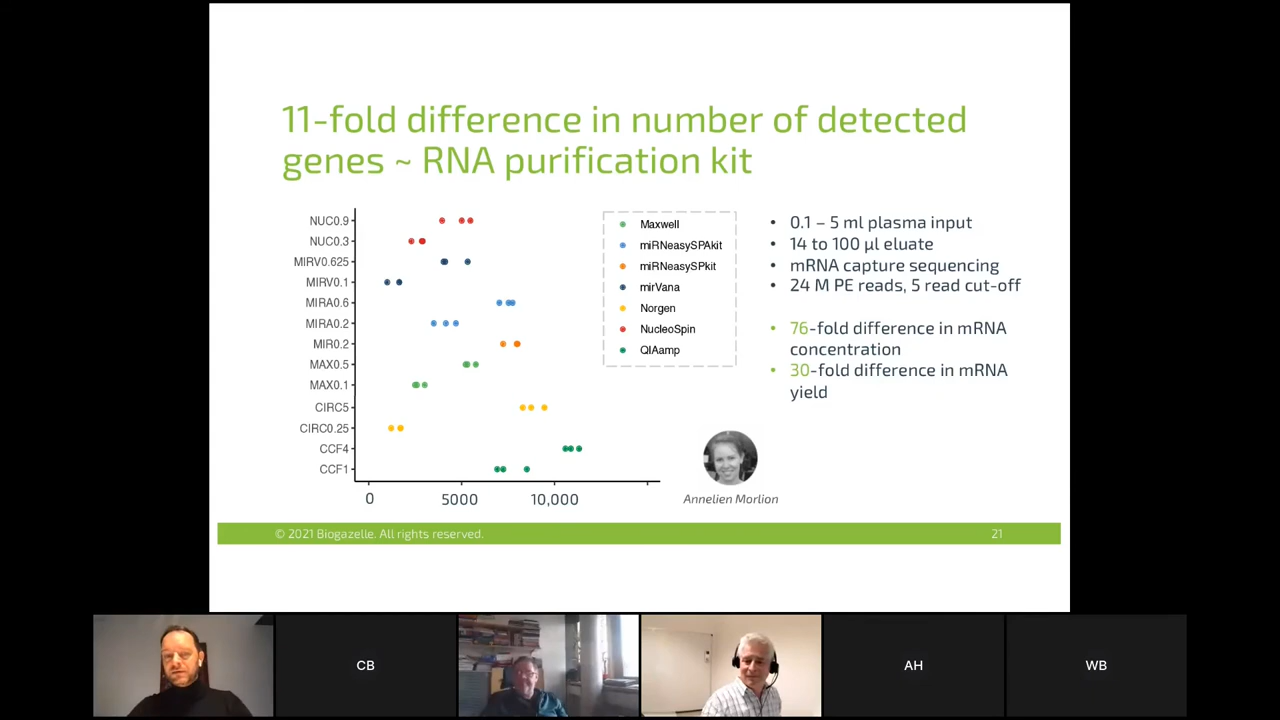 11-fold difference in number of detected
genes ~ RNA purification kit
NUC0.9
NUC0.3
MIRV0.625
MIRV0.1
MIRA0.6
MIRA0.2
MIR0.2
MAX0.5
MAX0.1
CIRC5
CIRC0.25
CCF4
CCF1
0
5000
10,000
Maxwell
miRNeasySPAkit
miRNeasySPkit
mirVana
Norgen
NucleoSpin
QIAamp
• 0.1 – 5 ml plasma input
• 14 to 100 µl eluate
• mRNA capture sequencing
• 24 M PE reads, 5 read cut-off
• 76-fold difference in mRNA
concentration
• 30-fold difference in mRNA
yield
Annelien Morlion
© 2021 Biogazelle. All rights reserved.
21
CB
AH
WB